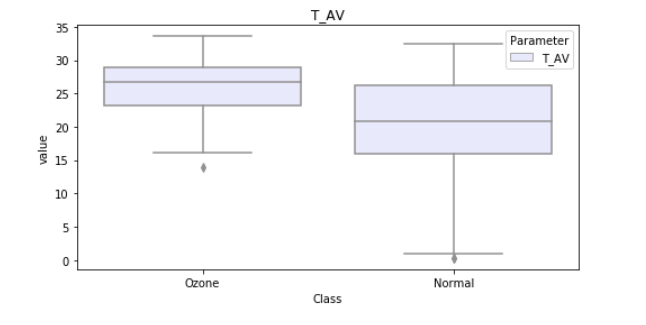 T_AV
35
30
25
20
15
10
5
0
value
Parameter
T_AV
Ozone
Normal
Class